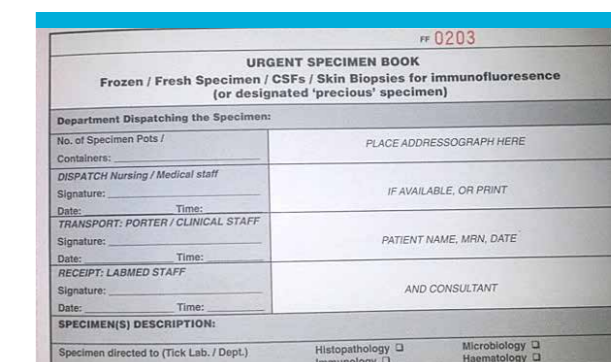 FF 0203
URGENT SPECIMEN BOOK
Frozen / Fresh Specimen / CSFs / Skin Biopsies for immunofluoresence
(or designated 'precious' specimen)
Department Dispatching the Specimen:
No. of Specimen Pots /
Containers:
PLACE ADDRESSOGRAPH HERE
DISPATCH Nursing / Medical staff
Signature:
Date: Time:
IF AVAILABLE, OR PRINT
TRANSPORT: PORTER / CLINICAL STAFF
Signature:
Date: Time:
PATIENT NAME, MRN, DATE
RECEIPT: LABMED STAFF
Signature:
Date: Time:
AND CONSULTANT
SPECIMEN(S) DESCRIPTION:
Specimen directed to (Tick Lab. / Dept.) Histopathology ❏ Microbiology ❏
Immunology ❏ Haematology ❏